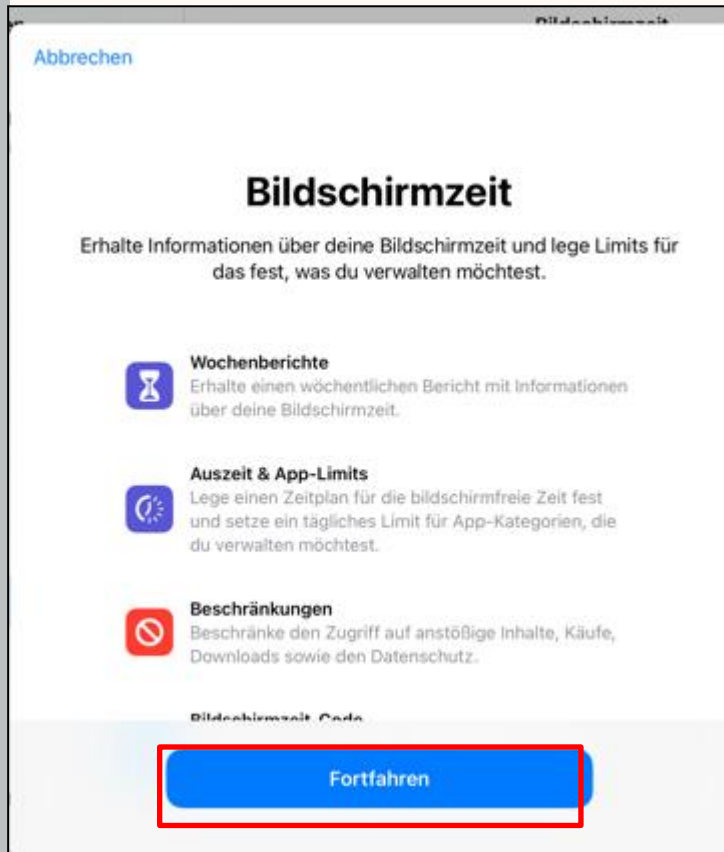 Bildschirmzeit
Abbrechen
Bildschirmzeit
Erhalte Informationen über deine Bildschirmzeit und lege Limits für
das fest, was du verwalten möchtest.
Wochenberichte
Erhalte einen wöchentlichen Bericht mit Informationen
über deine Bildschirmzeit.
Auszeit & App-Limits
Lege einen Zeitplan für die bildschirmfreie Zeit fest
und setze ein tägliches Limit für App-Kategorien, die
du verwalten möchtest.
Beschränkungen
Beschränke den Zugriff auf anstößige Inhalte, Käufe,
Downloads sowie den Datenschutz.
Bildschirmzeit-Code
Fortfahren